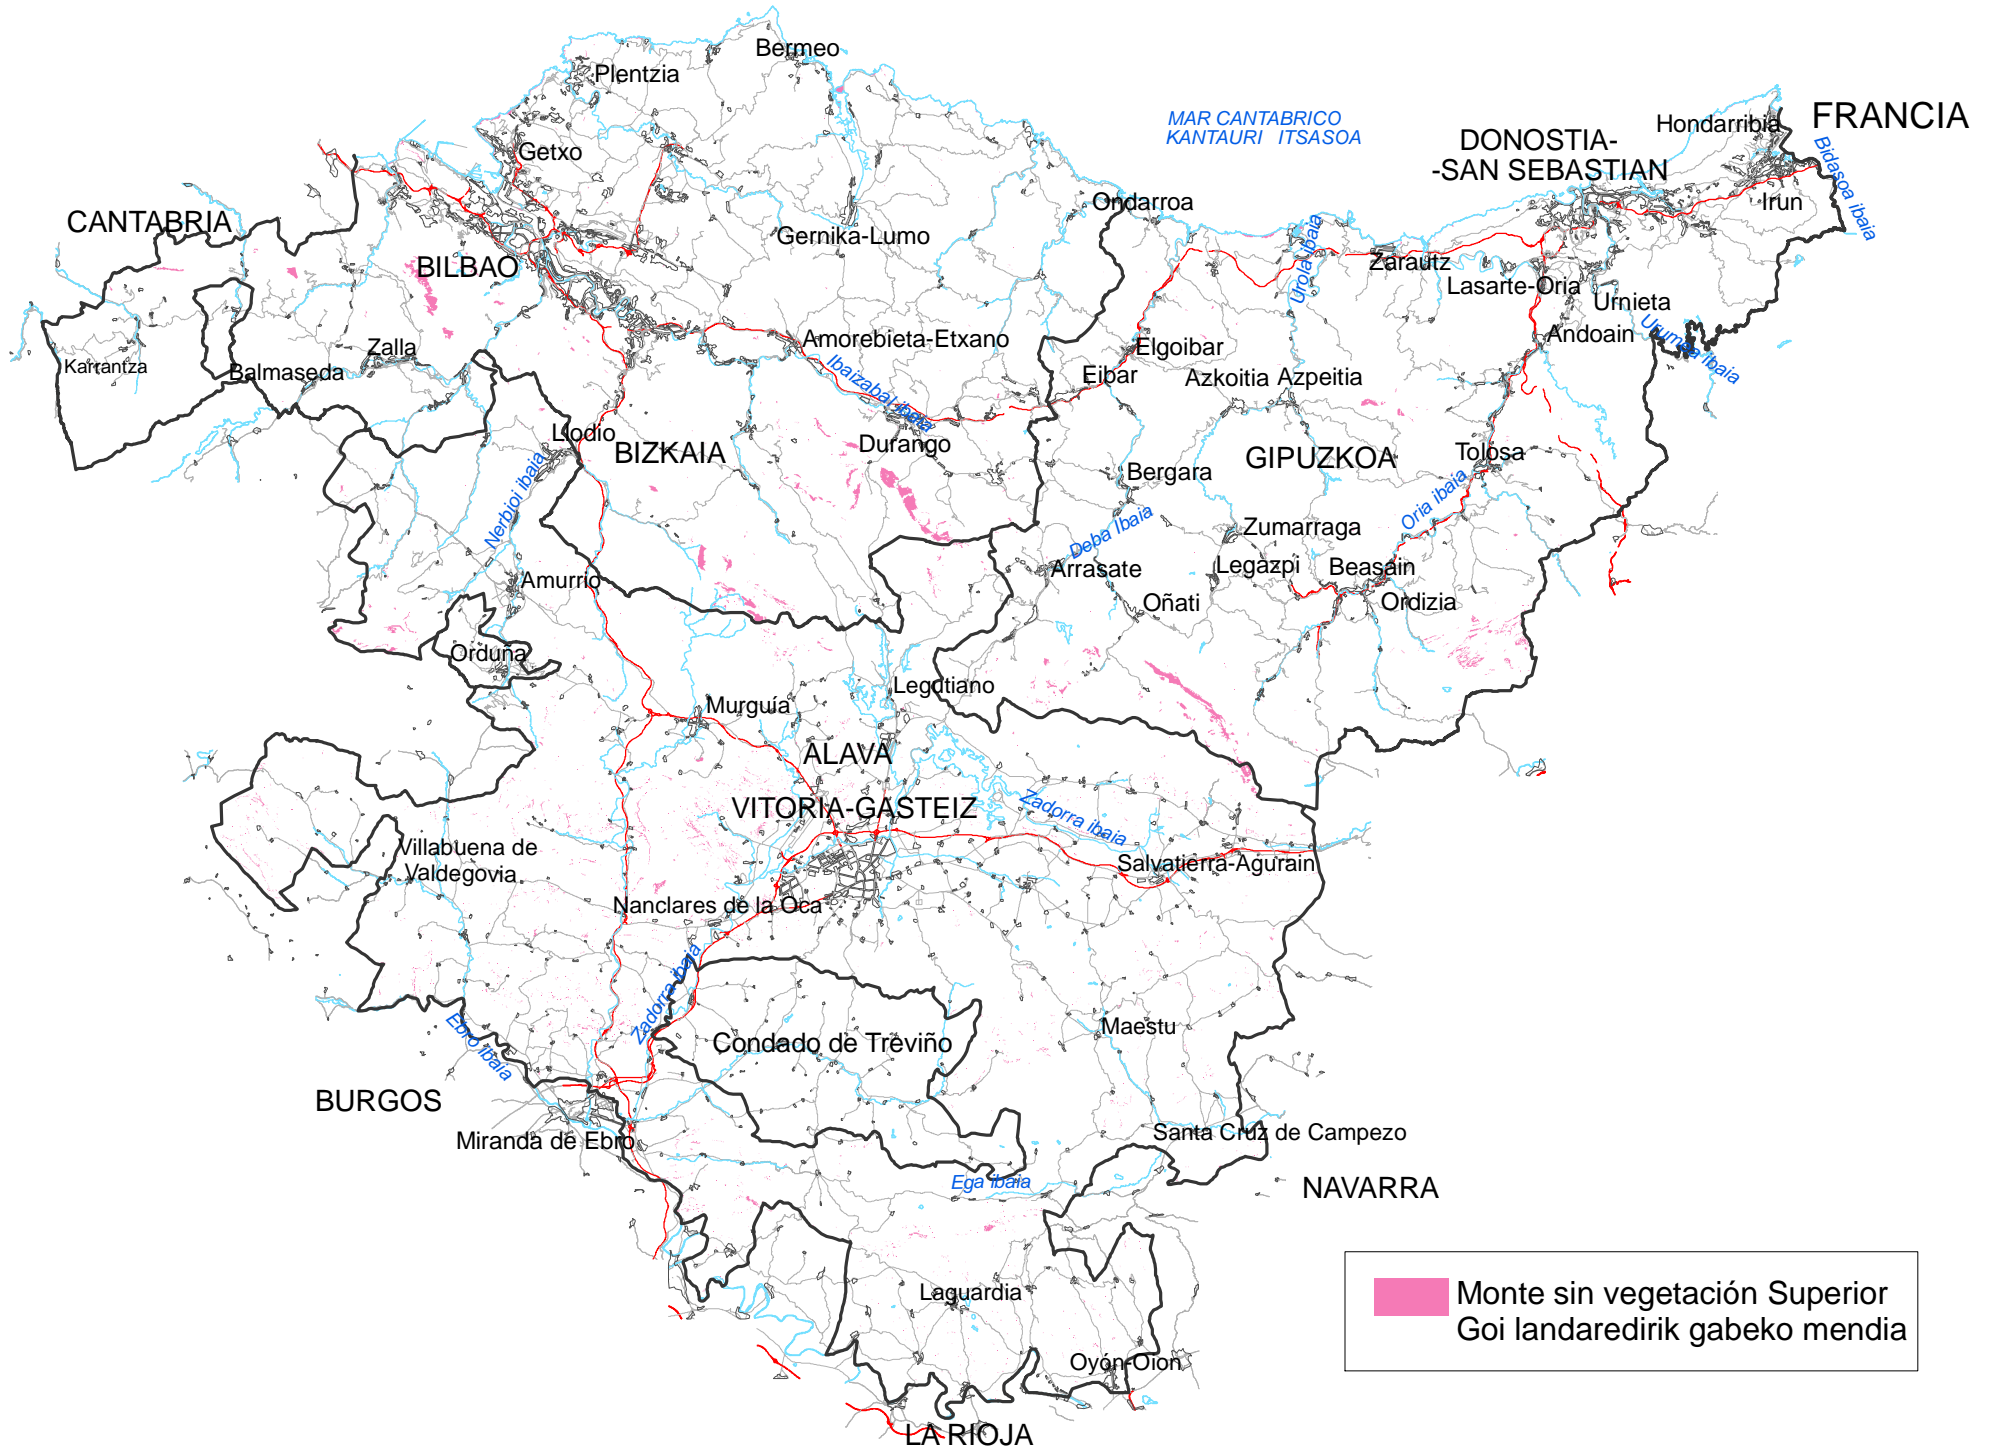 Bermeo
Plentzia
MAR CANTABRICO
KANTAURI ITSASOA
Hondarribia
FRANCIA
DONOSTIA-
-SAN SEBASTIAN
Bidasoa ibaia
Getxo
Irun
CANTABRIA
Ondarroa
Gernika-Lumo
Urola ibaia
BILBAO
Zarautz
Lasarte-Oria
Urnieta
Andoain
Urumea ibaia
Karrantza
Balmaseda
Zalla
Amorebieta-Etxano
Ibaizabal ibaia
Elgoibar
Eibar
Azkoitia
Azpeitia
Llodio
BIZKAIA
Durango
GIPUZKOA
Tolosa
Bergara
Nerbioi ibaia
Oria ibaia
Deba Ibaia
Zumarraga
Arrasate
Legazpi
Beasain
Amurrio
Oñati
Ordizia
Orduña
Legutiano
Murguía
ALAVA
VITORIA-GASTEIZ
Zadorra ibaia
Villabuena de
Valdegovia
Salvatierra-Agurain
Nanclares de la Oca
Zadorra ibaia
Ebro ibaia
Condado de Treviño
Maestu
BURGOS
Miranda de Ebro
Santa Cruz de Campezo
Ega ibaia
NAVARRA
Laguardia
Oyón-Oion
LA RIOJA
Monte sin vegetación Superior
Goi landaredirik gabeko mendia